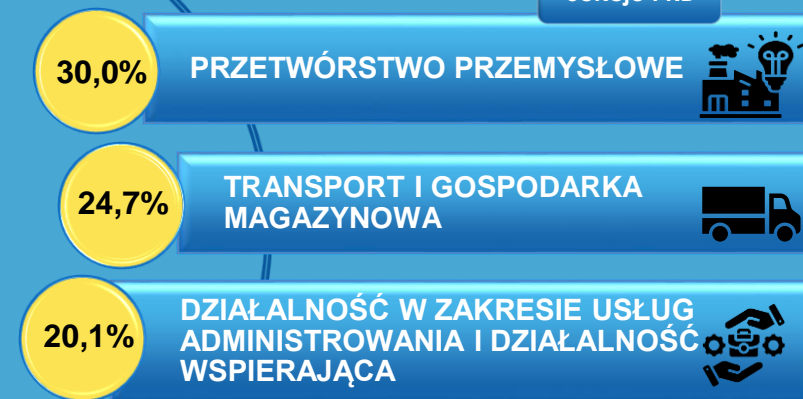 30,0%
PRZETWÓRSTWO PRZEMYSŁOWE
24,7%
TRANSPORT I GOSPODARKA
MAGAZYNOWA
20,1%
DZIAŁALNOŚĆ W ZAKRESIE USŁUG
ADMINISTROWANIA I DZIAŁALNOŚĆ
WSPIERAJĄCA